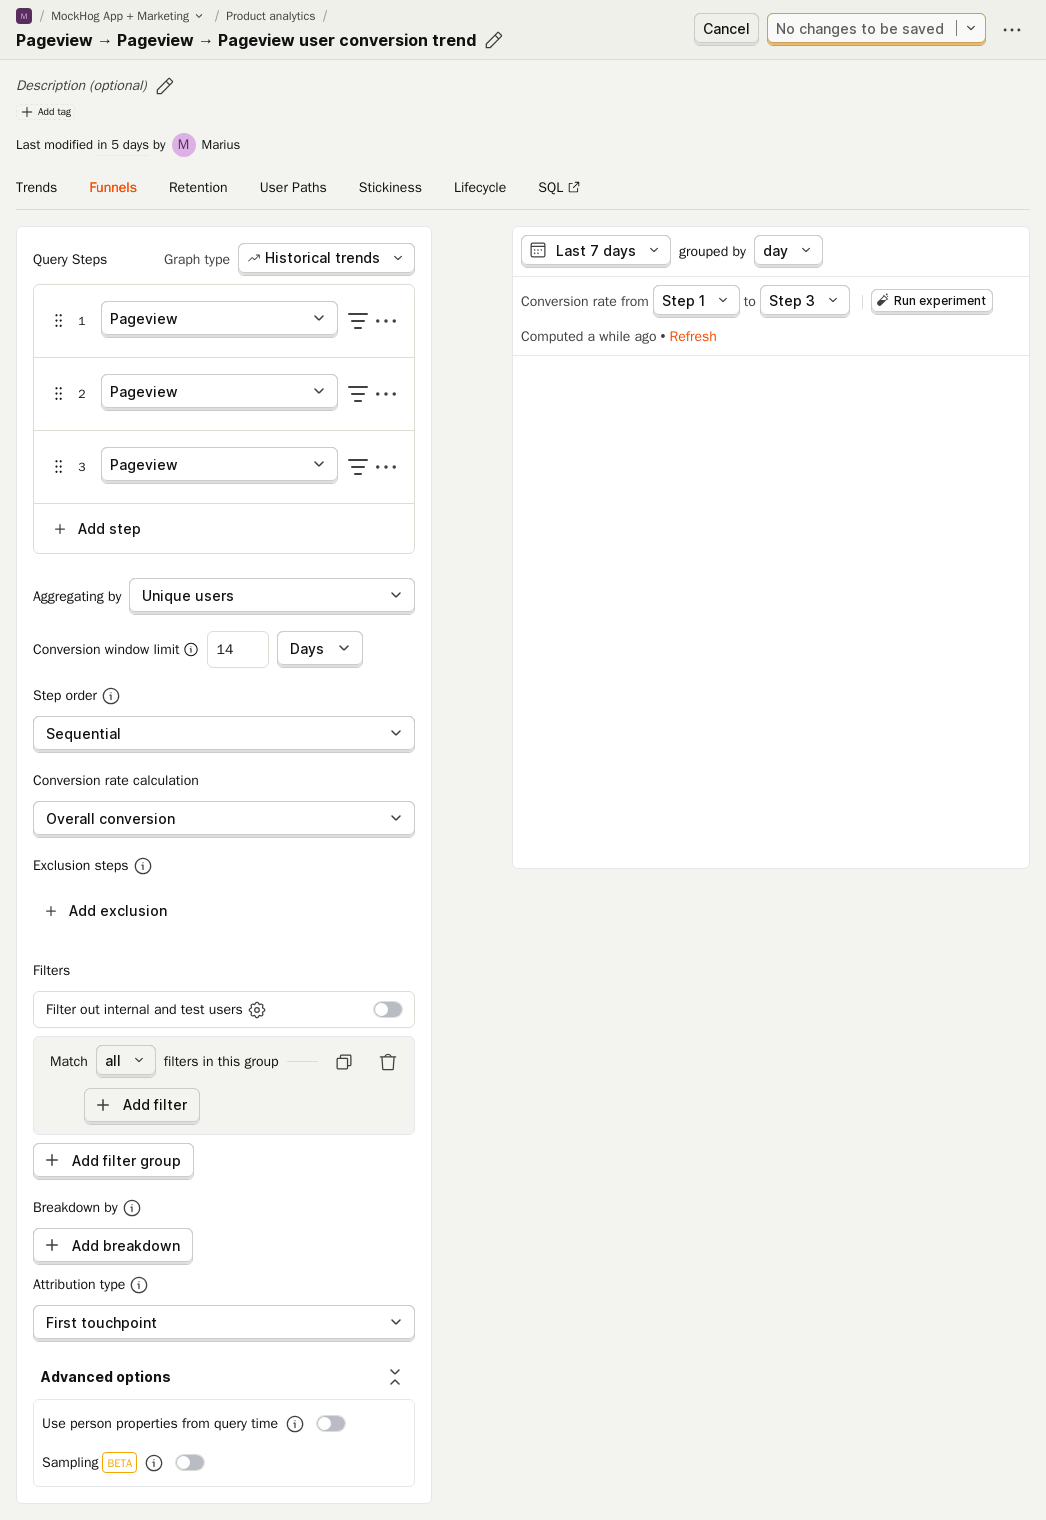 M / MockHog App + Marketing / Product analytics /
Pageview → Pageview → Pageview user conversion trend
Cancel
No changes to be saved
Description (optional)
Add tag
Last modified in 5 days by M Marius
Trends Funnels Retention User Paths Stickiness Lifecycle SQL
Query Steps Graph type Historical trends
1 Pageview
2 Pageview
3 Pageview
Add step
Aggregating by Unique users
Conversion window limit 14 Days
Step order
Sequential
Conversion rate calculation
Overall conversion
Exclusion steps
Add exclusion
Filters
Filter out internal and test users
Match all filters in this group
Add filter
Add filter group
Breakdown by
Add breakdown
Attribution type
First touchpoint
Advanced options
Use person properties from query time
Sampling BETA
Last 7 days grouped by day
Conversion rate from Step 1 to Step 3 Run experiment
Computed a while ago • Refresh